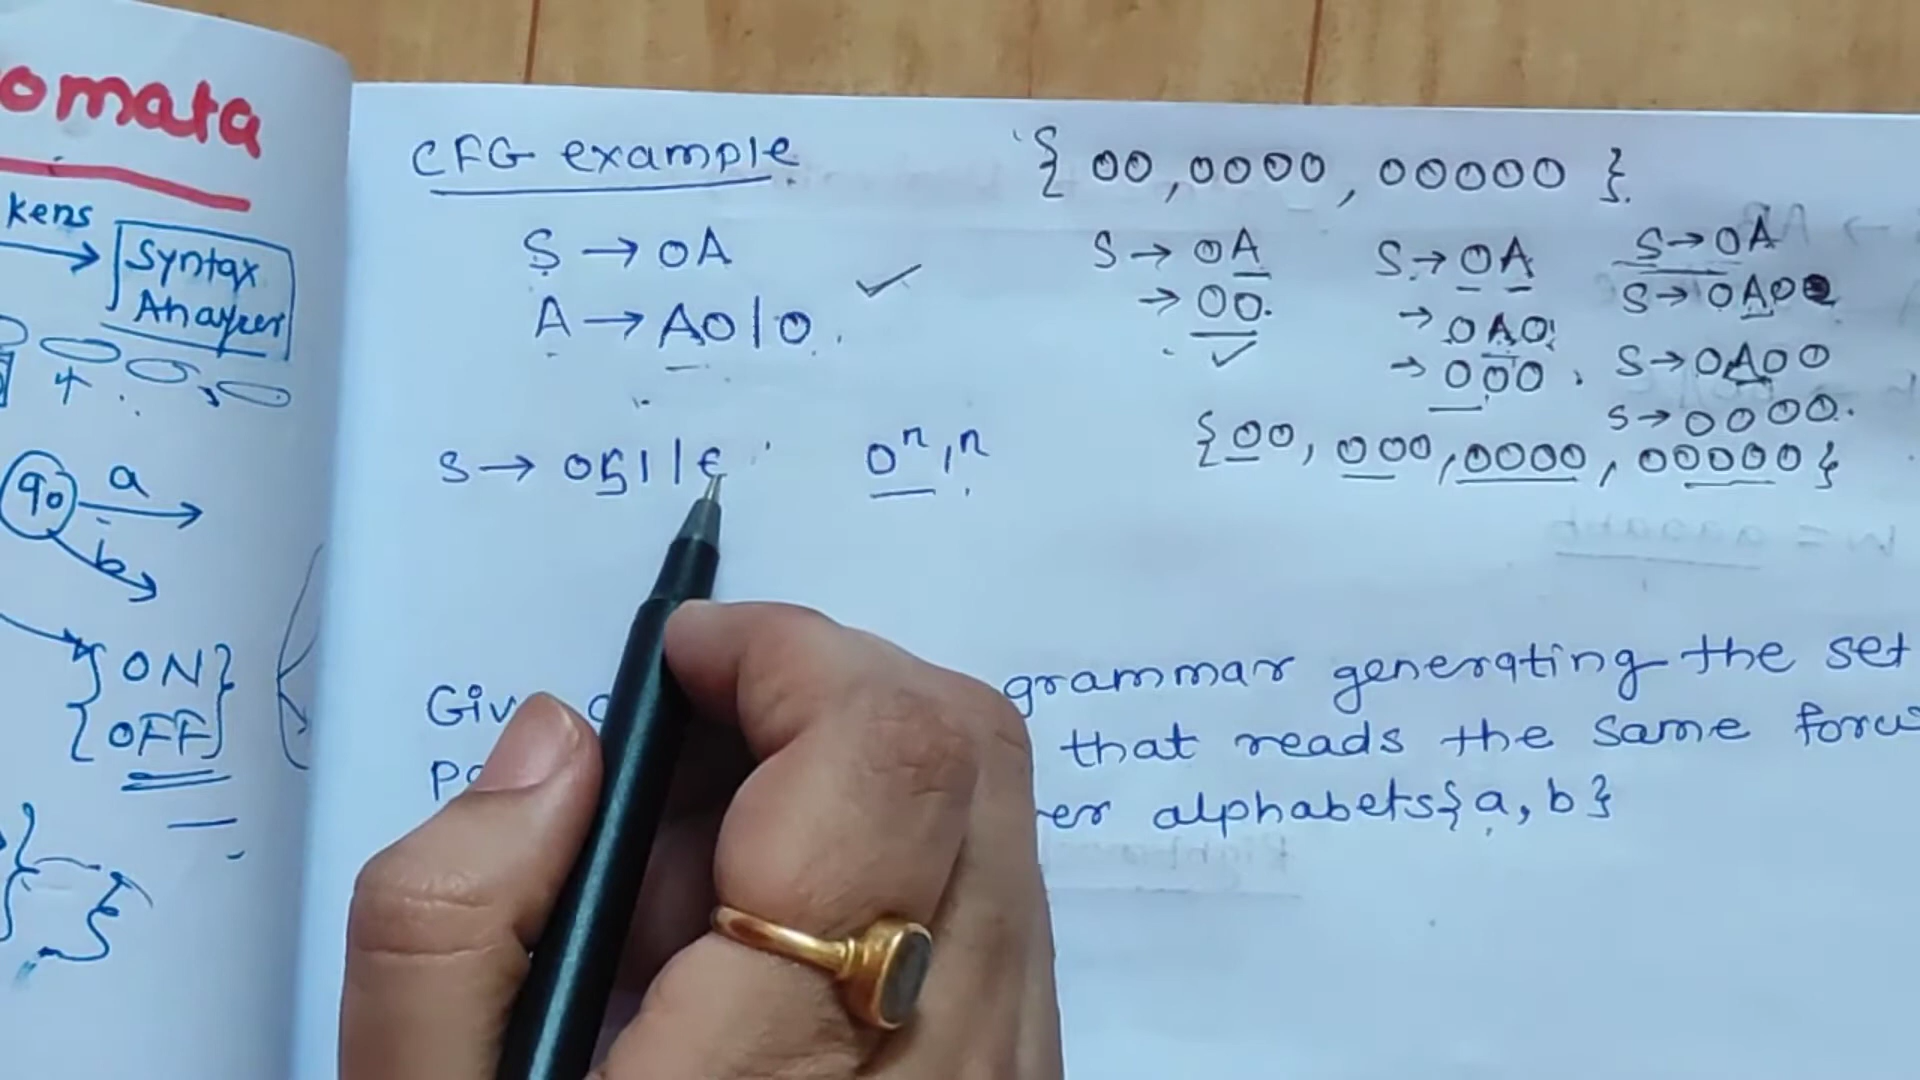 omata
kens
Syntax
Anayzer
4
q0
a
b
ON
OFF
CFG example
S → 0A
A → A0 | 0.
S → 0S1 | ε
0ⁿ1ⁿ
{ 00, 0000, 00000 }.
S → 0A
→ 00.
S → 0A
→ 0A0
→ 000.
S → 0A
S → 0A0
S → 0A00
S → 0000.
{00, 000, 0000, 00000}
grammar generating the set
that reads the same forw
er alphabets {a, b}